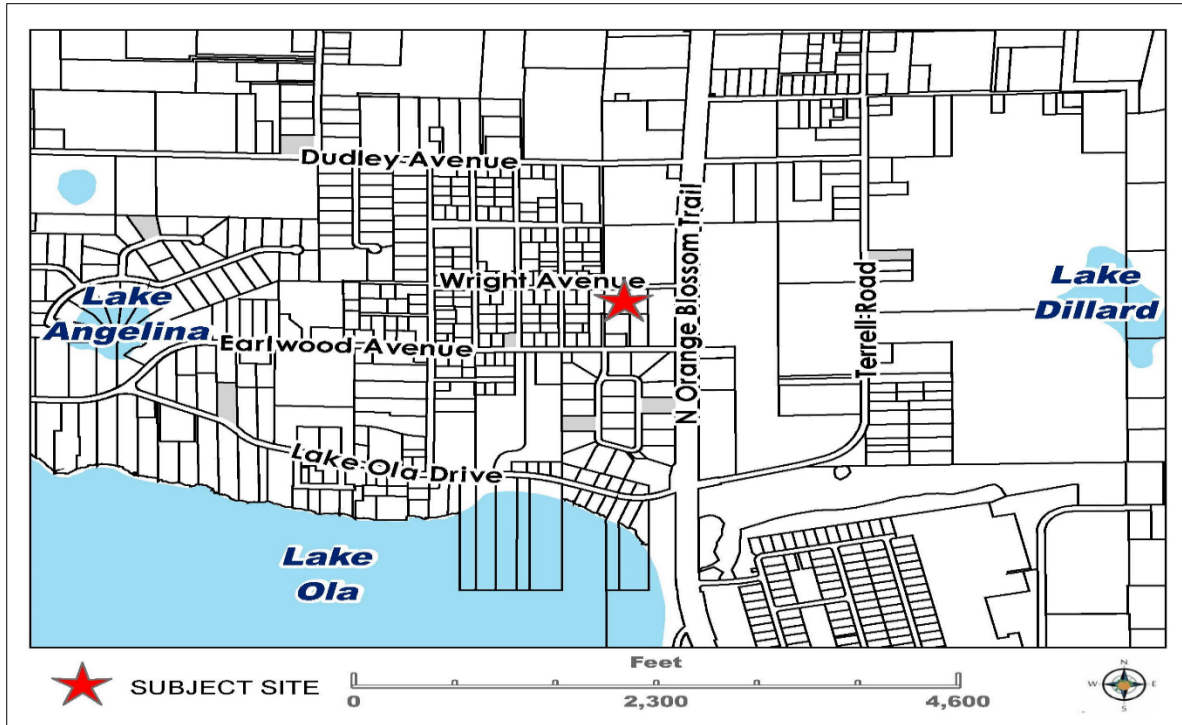 Dudley Avenue
N Orange Blossom Trail
Wright Avenue
Lake
Angelina
Lake
Dillard
Terrell Road
Earlwood Avenue
Lake Ola Drive
Lake
Ola
SUBJECT SITE
Feet
0
2,300
4,600
N
W
E
S